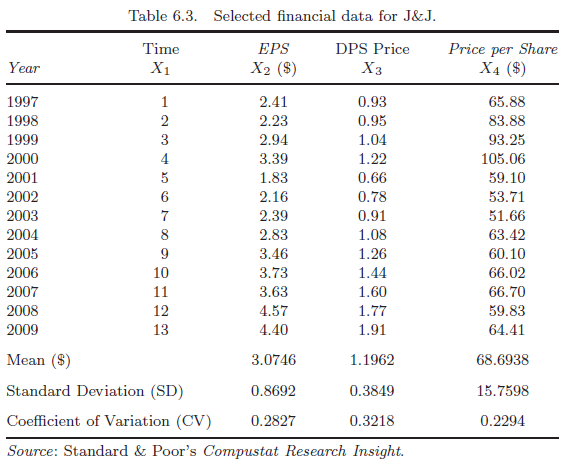 Table 6.3. Selected financial data for J&J.
Time EPS DPS Price Price per Share
Year X1 X2 ($) X3 X4 ($)
1997 1 2.41 0.93 65.88
1998 2 2.23 0.95 83.88
1999 3 2.94 1.04 93.25
2000 4 3.39 1.22 105.06
2001 5 1.83 0.66 59.10
2002 6 2.16 0.78 53.71
2003 7 2.39 0.91 51.66
2004 8 2.83 1.08 63.42
2005 9 3.46 1.26 60.10
2006 10 3.73 1.44 66.02
2007 11 3.63 1.60 66.70
2008 12 4.57 1.77 59.83
2009 13 4.40 1.91 64.41
Mean ($) 3.0746 1.1962 68.6938
Standard Deviation (SD) 0.8692 0.3849 15.7598
Coefficient of Variation (CV) 0.2827 0.3218 0.2294
Source: Standard & Poor's Compustat Research Insight.